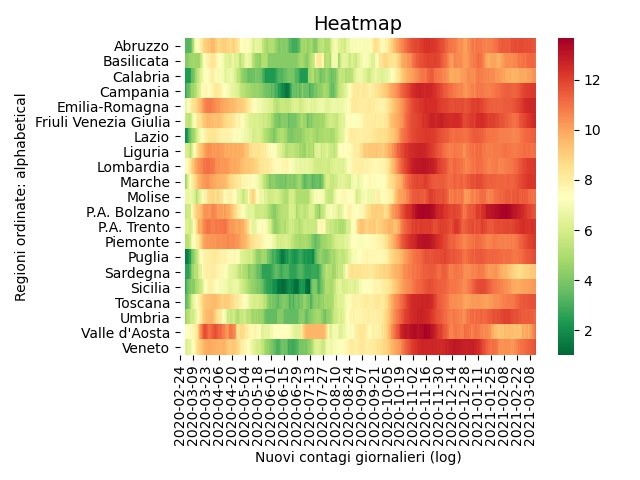 Heatmap
Regioni ordinate: alphabetical
Abruzzo
Basilicata
Calabria
Campania
Emilia-Romagna
Friuli Venezia Giulia
Lazio
Liguria
Lombardia
Marche
Molise
P.A. Bolzano
P.A. Trento
Piemonte
Puglia
Sardegna
Sicilia
Toscana
Umbria
Valle d'Aosta
Veneto
12
10
8
6
4
2
2020-02-24
2020-03-09
2020-03-23
2020-04-06
2020-04-20
2020-05-04
2020-05-18
2020-06-01
2020-06-15
2020-06-29
2020-07-13
2020-07-27
2020-08-10
2020-08-24
2020-09-07
2020-09-21
2020-10-05
2020-10-19
2020-11-02
2020-11-16
2020-11-30
2020-12-14
2020-12-28
2021-01-11
2021-01-25
2021-02-08
2021-02-22
2021-03-08
Nuovi contagi giornalieri (log)